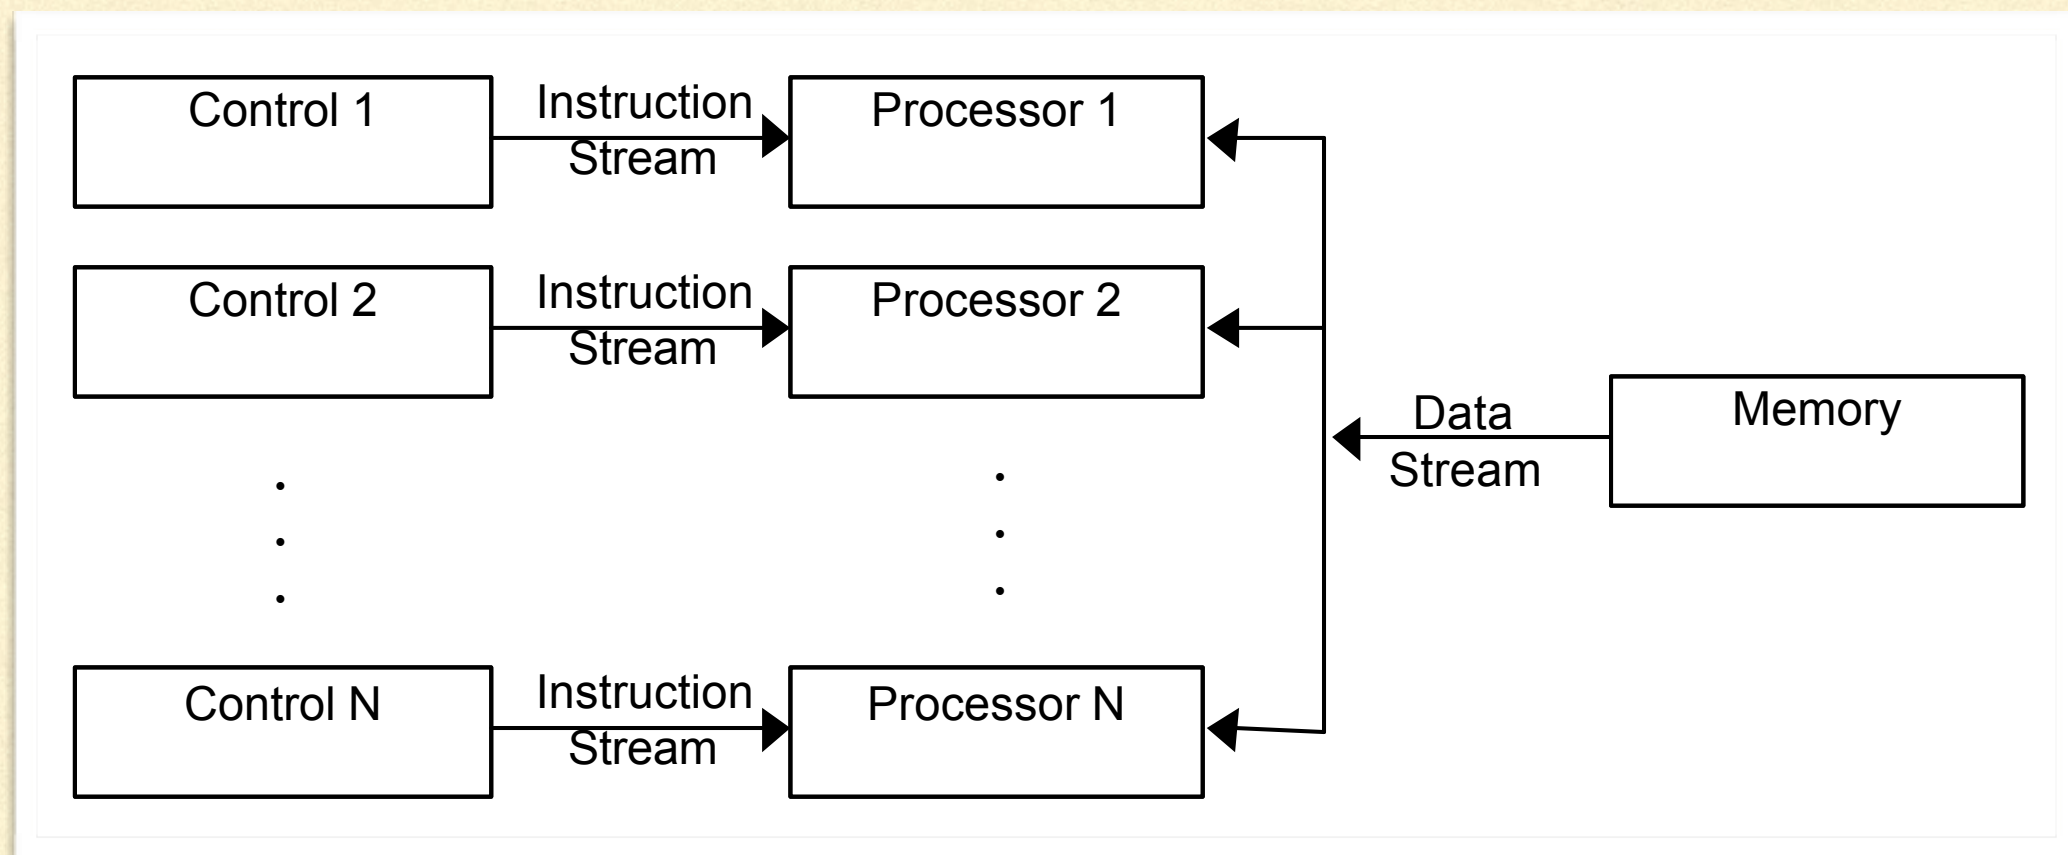 Control 1
Instruction
Stream
Processor 1
Control 2
Instruction
Stream
Processor 2
Data
Stream
Memory
.
.
.
.
.
.
Control N
Instruction
Stream
Processor N